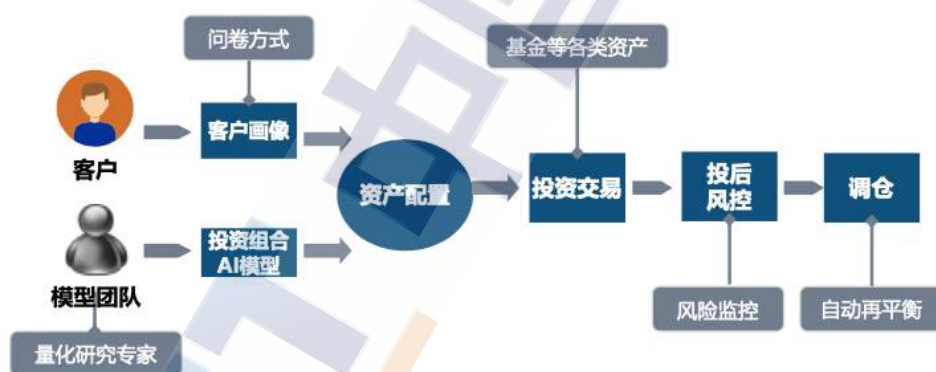 问卷方式
基金等各类资产
客户画像
客户
资产配置
投资交易
投后
风控
调仓
投资组合
AI模型
模型团队
风险监控
自动再平衡
量化研究专家